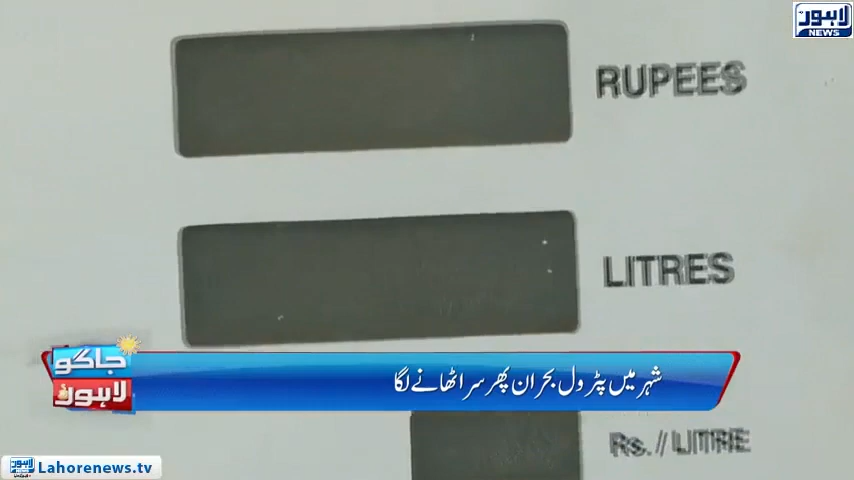 لاہور
NEWS
RUPEES
LITRES
جاگو
لاہور
شہر میں پٹرول بحران پھر سر اٹھانے لگا
Rs. / LITRE
Lahorenews.tv